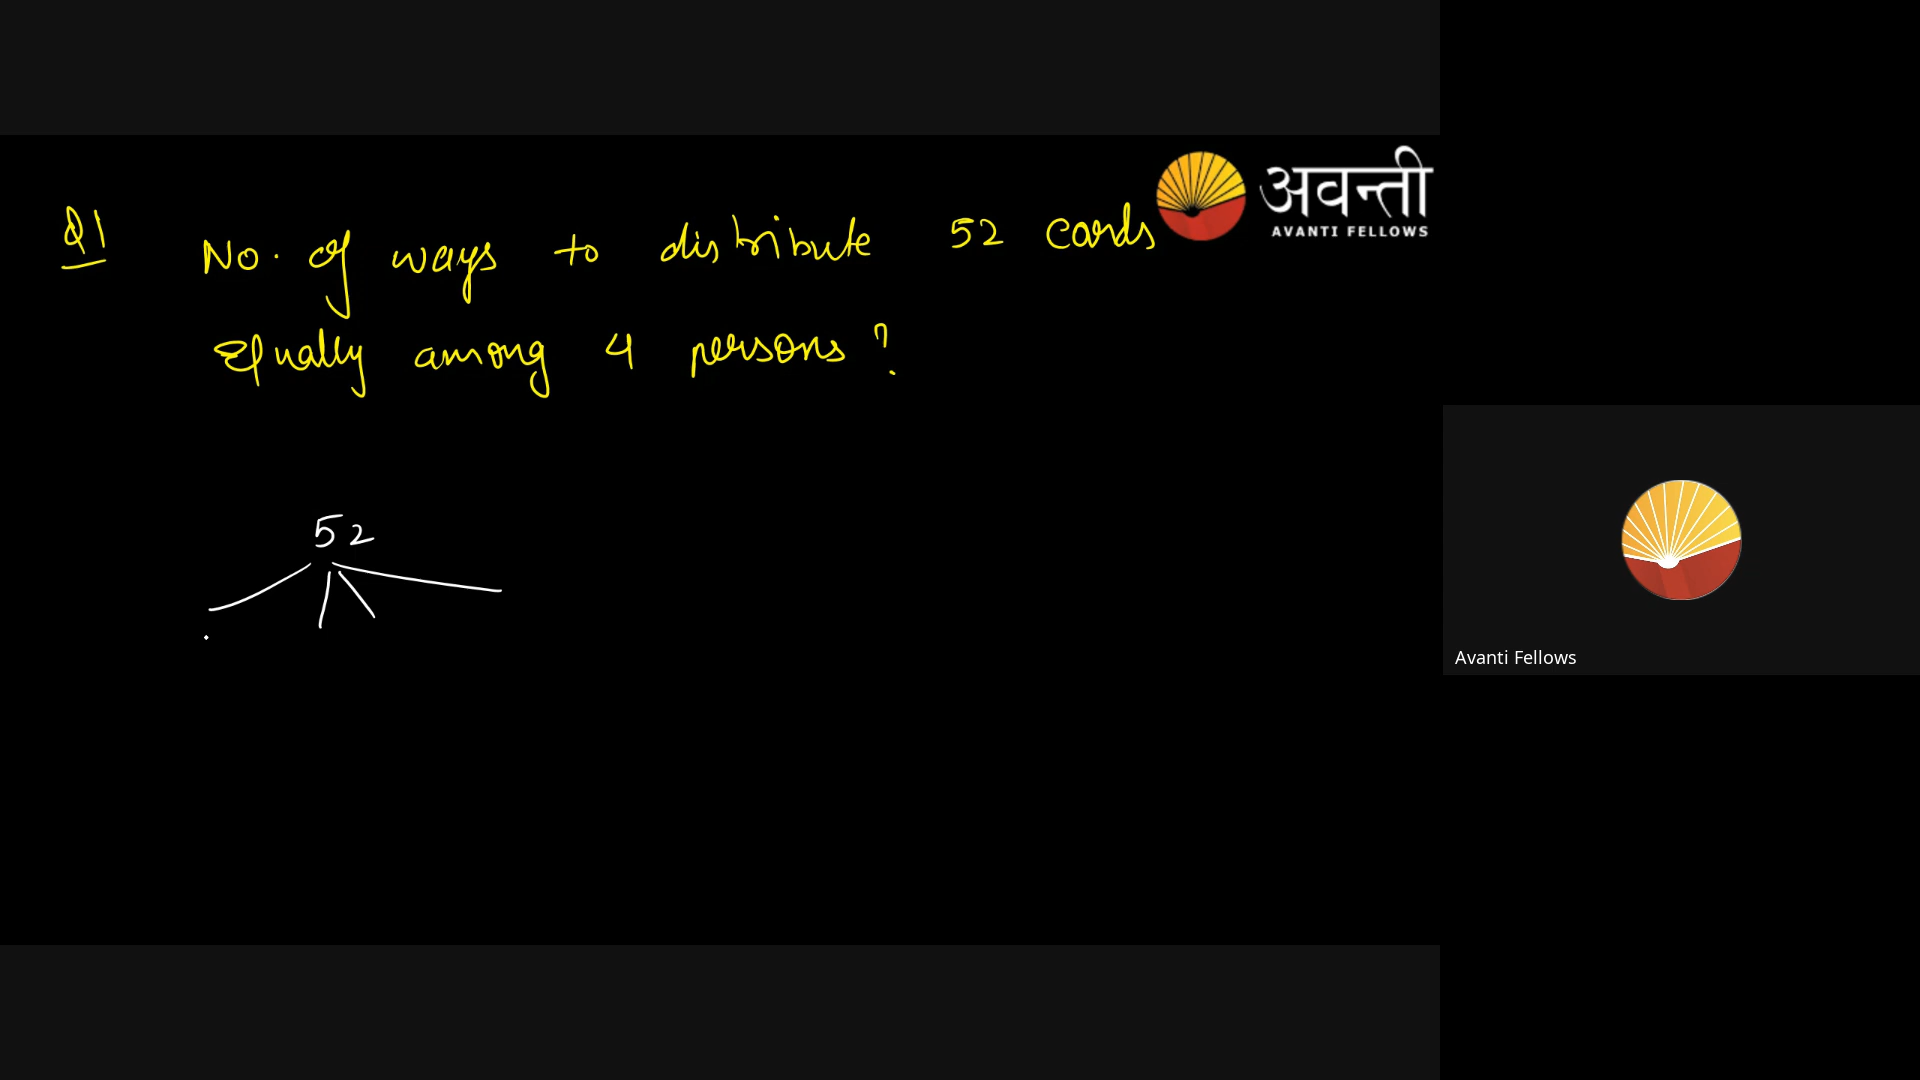 Q1 No. of ways to distribute 52 cards
Equally among 4 persons?
अवन्ती
AVANTI FELLOWS
52
Avanti Fellows